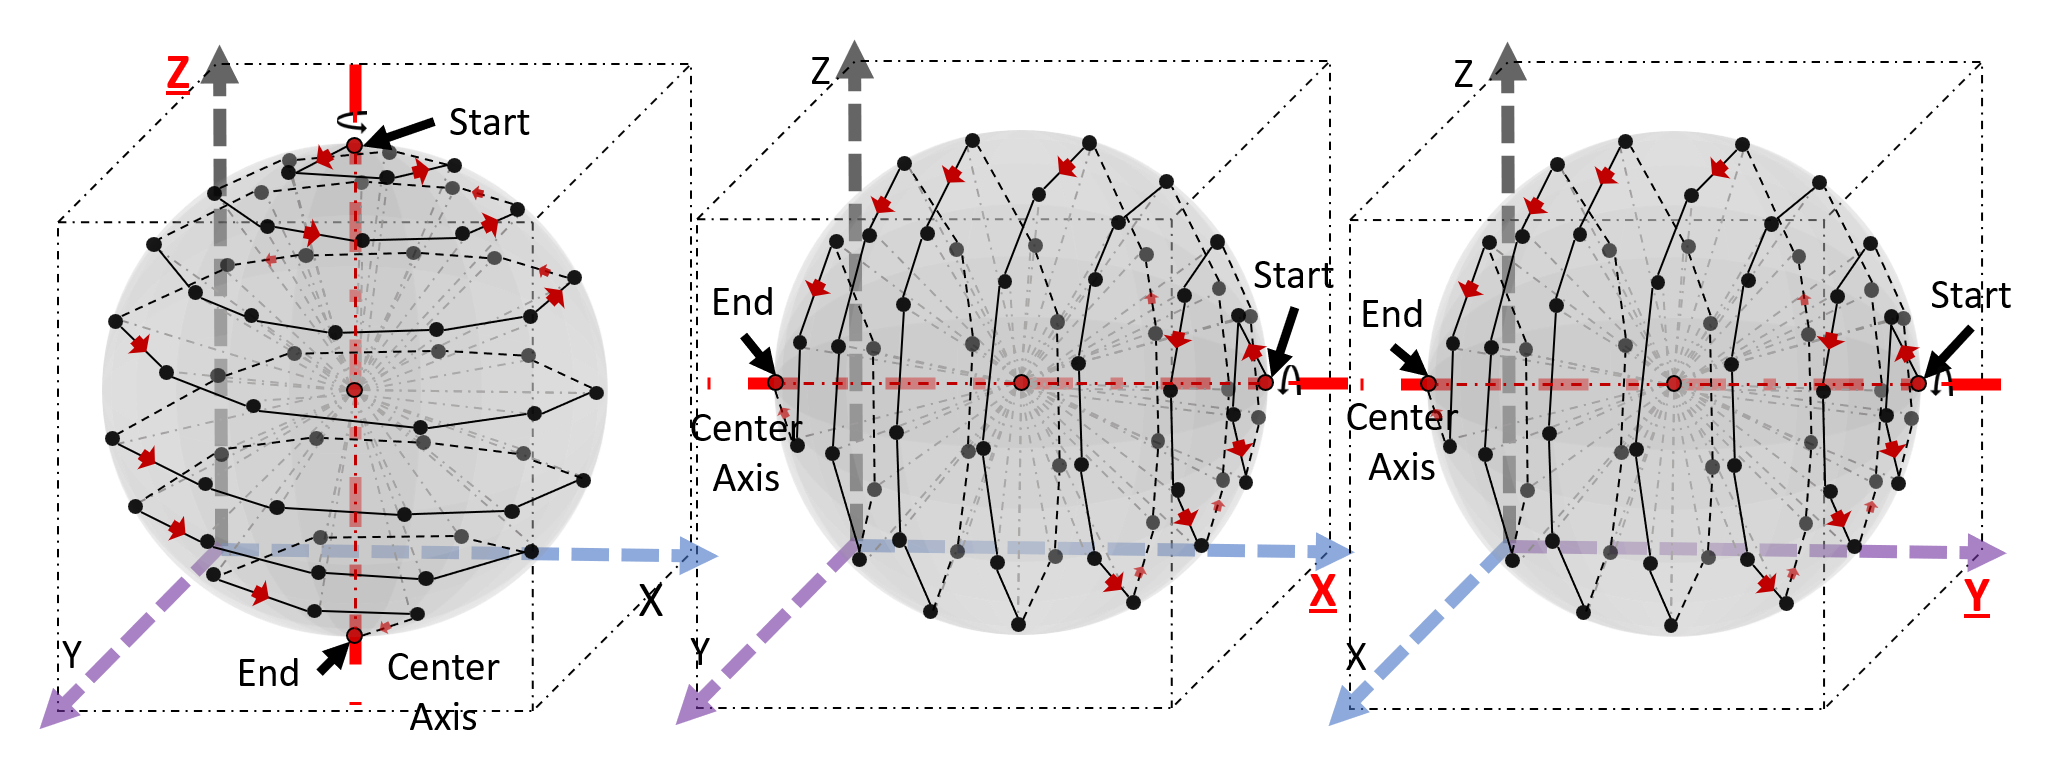 Z
Start
X
Y
End
Center
Axis
Z
Start
End
Center
Axis
X
Y
Z
Start
End
Center
Axis
Y
X